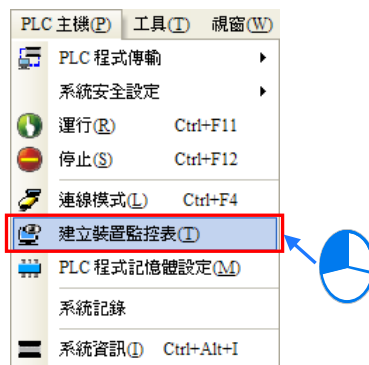 PLC 主機(P) 工具(T) 視窗(W)
PLC 程式傳輸
系統安全設定
運行(R) Ctrl+F11
停止(S) Ctrl+F12
連線模式(L) Ctrl+F4
建立裝置監控表(T)
PLC 程式記憶體設定(M)
系統記錄
系統資訊(I) Ctrl+Alt+I